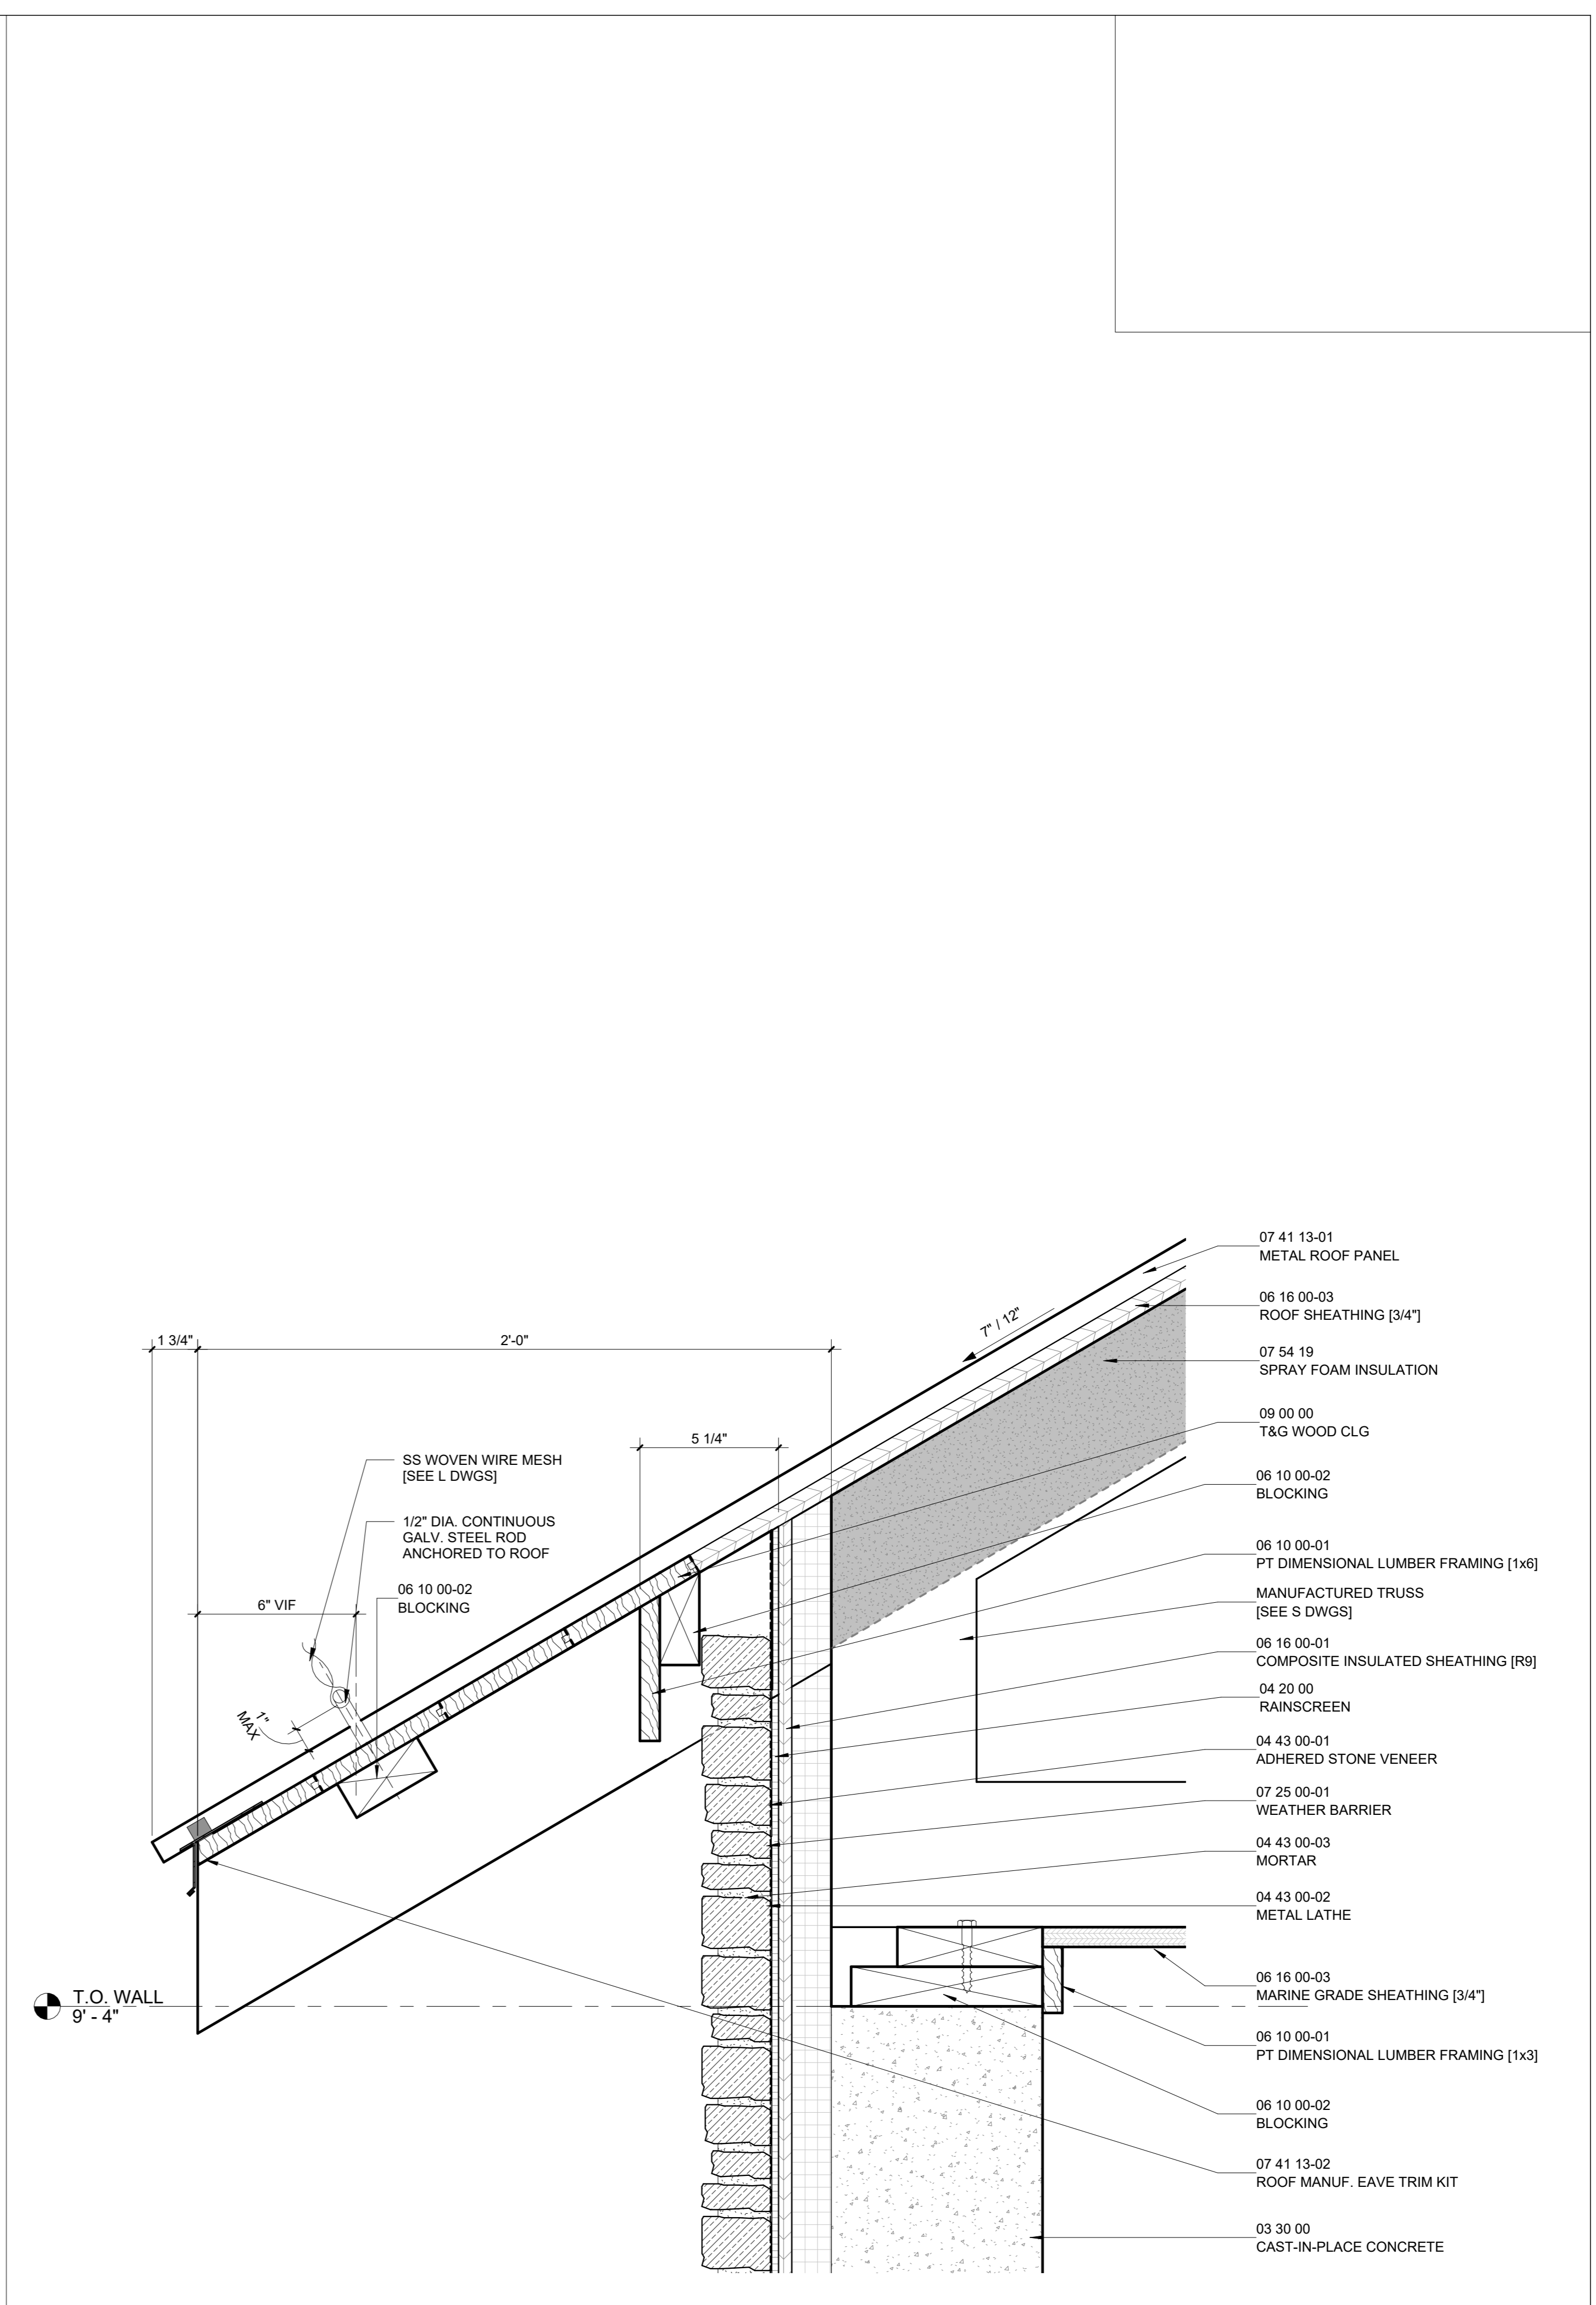 07 41 13-01
METAL ROOF PANEL
06 16 00-03
ROOF SHEATHING [3/4"]
07 54 19
SPRAY FOAM INSULATION
09 00 00
T&G WOOD CLG
06 10 00-02
BLOCKING
06 10 00-01
PT DIMENSIONAL LUMBER FRAMING [1x6]
MANUFACTURED TRUSS
[SEE S DWGS]
06 16 00-01
COMPOSITE INSULATED SHEATHING [R9]
04 20 00
RAINSCREEN
04 43 00-01
ADHERED STONE VENEER
07 25 00-01
WEATHER BARRIER
04 43 00-03
MORTAR
04 43 00-02
METAL LATHE
06 16 00-03
MARINE GRADE SHEATHING [3/4"]
06 10 00-01
PT DIMENSIONAL LUMBER FRAMING [1x3]
06 10 00-02
BLOCKING
07 41 13-02
ROOF MANUF. EAVE TRIM KIT
03 30 00
CAST-IN-PLACE CONCRETE
7" / 12"
1 3/4"
2'-0"
5 1/4"
SS WOVEN WIRE MESH
[SEE L DWGS]
1/2" DIA. CONTINUOUS
GALV. STEEL ROD
ANCHORED TO ROOF
06 10 00-02
BLOCKING
6" VIF
1"
MAX
T.O. WALL
9' - 4"